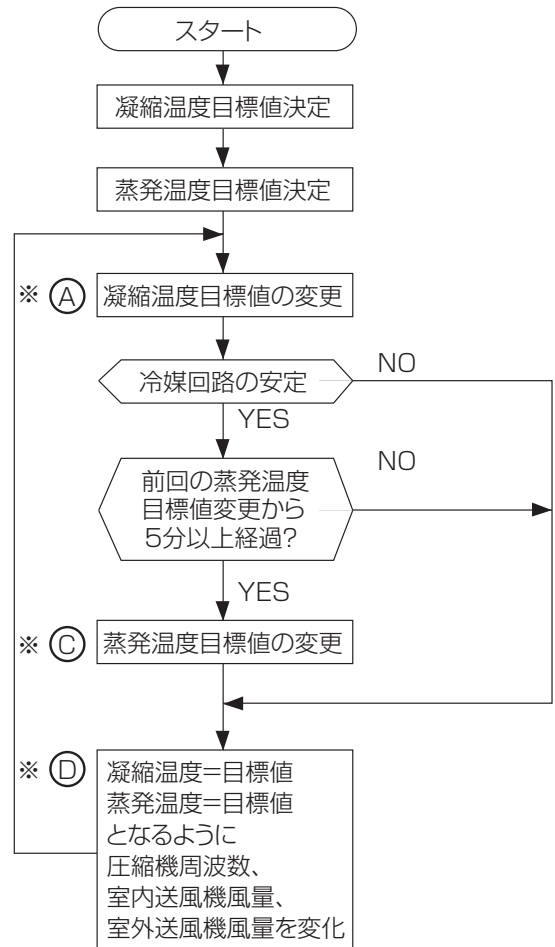 スタート
凝縮温度目標値決定
蒸発温度目標値決定
※ Ⓐ 凝縮温度目標値の変更
冷媒回路の安定
NO
YES
前回の蒸発温度
目標値変更から
5分以上経過?
NO
YES
※ Ⓒ 蒸発温度目標値の変更
※ Ⓓ 凝縮温度=目標値
蒸発温度=目標値
となるように
圧縮機周波数、
室内送風機風量、
室外送風機風量を変化